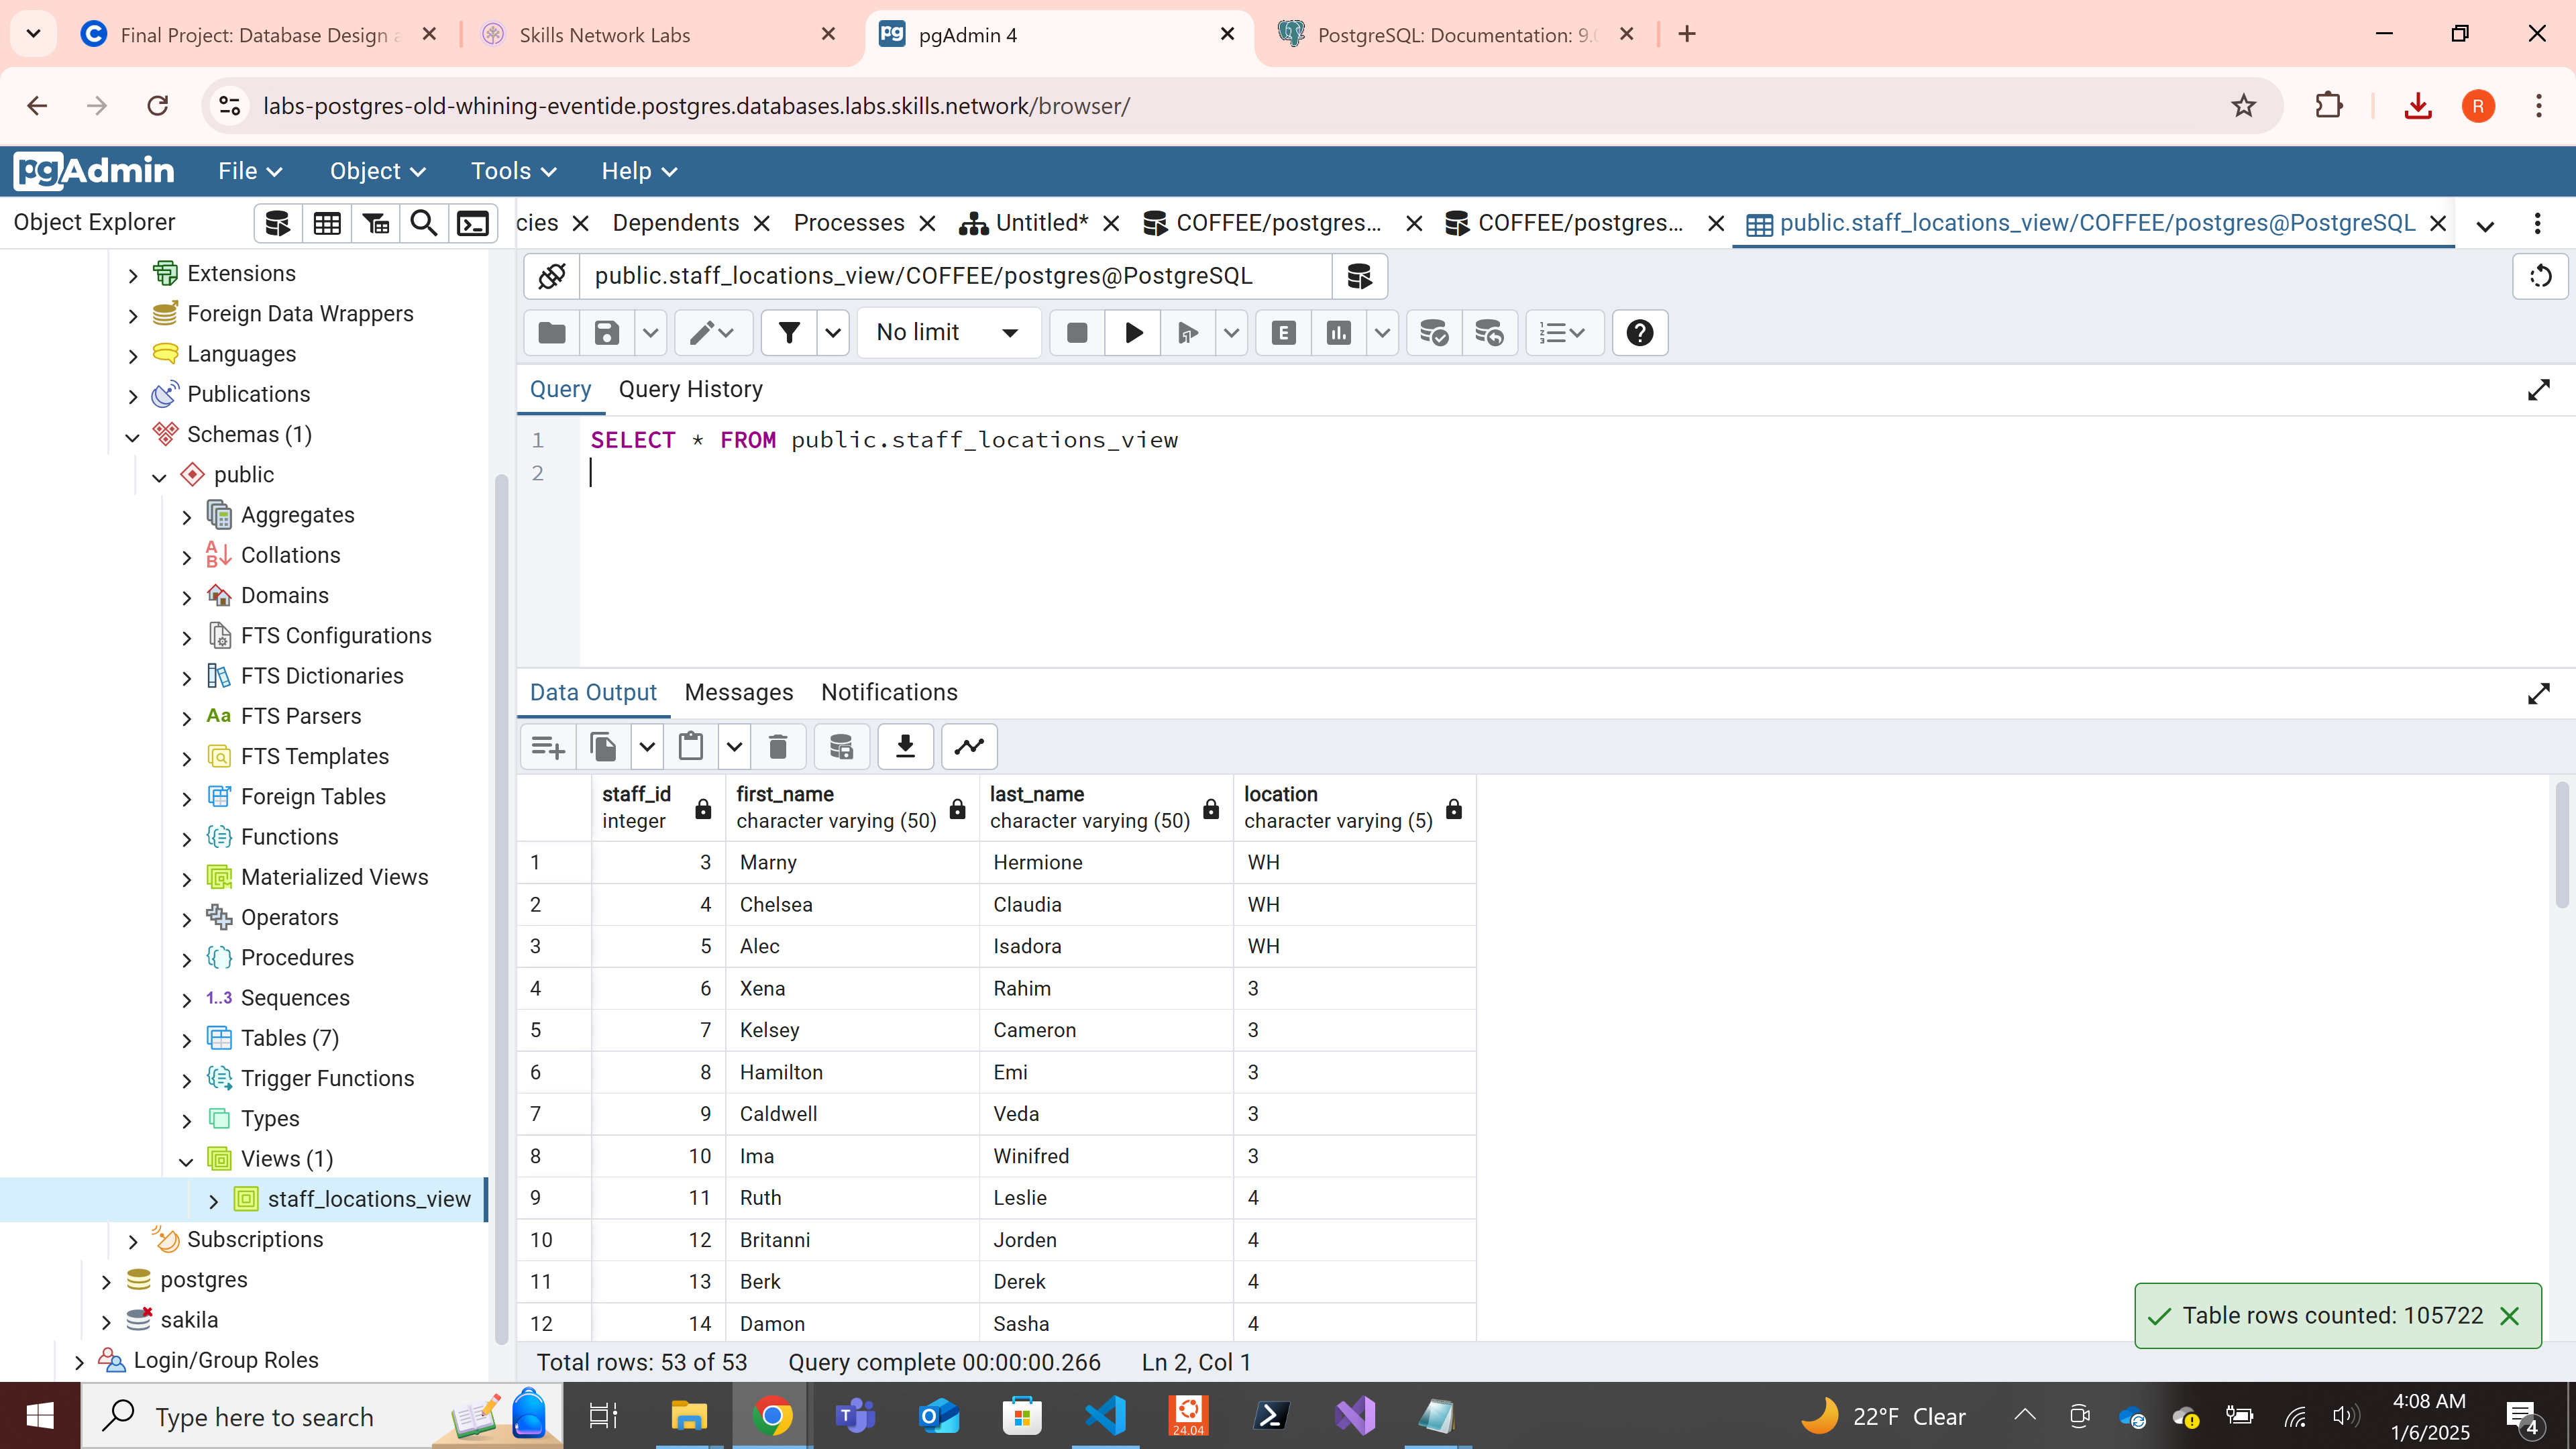 Final Project: Database Design a
Skills Network Labs
pgAdmin 4
PostgreSQL: Documentation: 9.
labs-postgres-old-whining-eventide.postgres.databases.labs.skills.network/browser/
R
pgAdmin
File
Object
Tools
Help
Object Explorer
cies
Dependents
Processes
Untitled*
COFFEE/postgres...
COFFEE/postgres...
public.staff_locations_view/COFFEE/postgres@PostgreSQL
Extensions
Foreign Data Wrappers
Languages
Publications
Schemas (1)
public
Aggregates
Collations
Domains
FTS Configurations
FTS Dictionaries
Aa FTS Parsers
FTS Templates
Foreign Tables
Functions
Materialized Views
Operators
Procedures
1..3 Sequences
Tables (7)
Trigger Functions
Types
Views (1)
staff_locations_view
Subscriptions
postgres
sakila
Login/Group Roles
public.staff_locations_view/COFFEE/postgres@PostgreSQL
No limit
E
Query
Query History
1 SELECT * FROM public.staff_locations_view
2
Data Output
Messages
Notifications
staff_id first_name last_name location
integer character varying (50) character varying (50) character varying (5)
1 3 Marny Hermione WH
2 4 Chelsea Claudia WH
3 5 Alec Isadora WH
4 6 Xena Rahim 3
5 7 Kelsey Cameron 3
6 8 Hamilton Emi 3
7 9 Caldwell Veda 3
8 10 Ima Winifred 3
9 11 Ruth Leslie 4
10 12 Britanni Jorden 4
11 13 Berk Derek 4
12 14 Damon Sasha 4
Table rows counted: 105722
Total rows: 53 of 53 Query complete 00:00:00.266 Ln 2, Col 1
Type here to search
24.04
22°F Clear
4:08 AM
1/6/2025
4